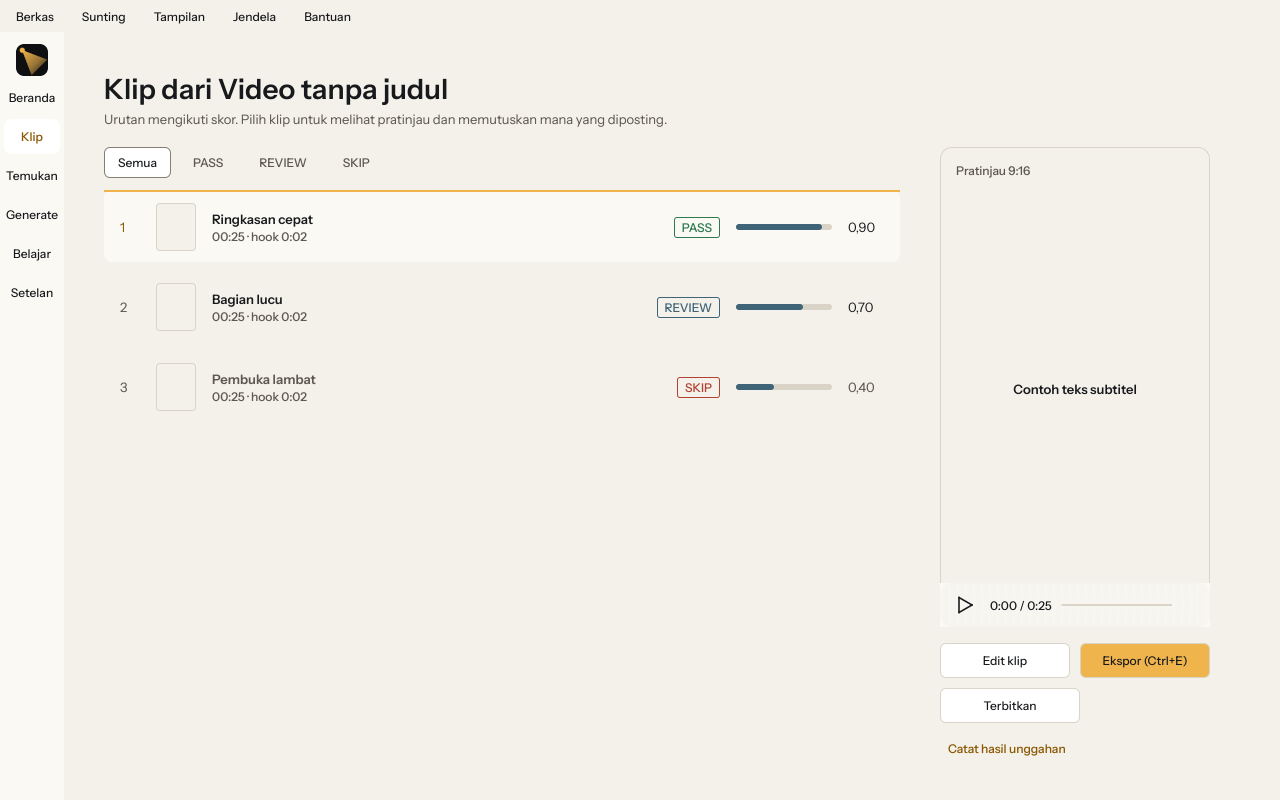 Berkas Sunting Tampilan Jendela Bantuan
Beranda
Klip
Temukan
Generate
Belajar
Setelan
Klip dari Video tanpa judul
Urutan mengikuti skor. Pilih klip untuk melihat pratinjau dan memutuskan mana yang diposting.
Semua PASS REVIEW SKIP
1
Ringkasan cepat
00:25 · hook 0:02
PASS
0,90
2
Bagian lucu
00:25 · hook 0:02
REVIEW
0,70
3
Pembuka lambat
00:25 · hook 0:02
SKIP
0,40
Pratinjau 9:16
Contoh teks subtitel
0:00 / 0:25
Edit klip
Ekspor (Ctrl+E)
Terbitkan
Catat hasil unggahan